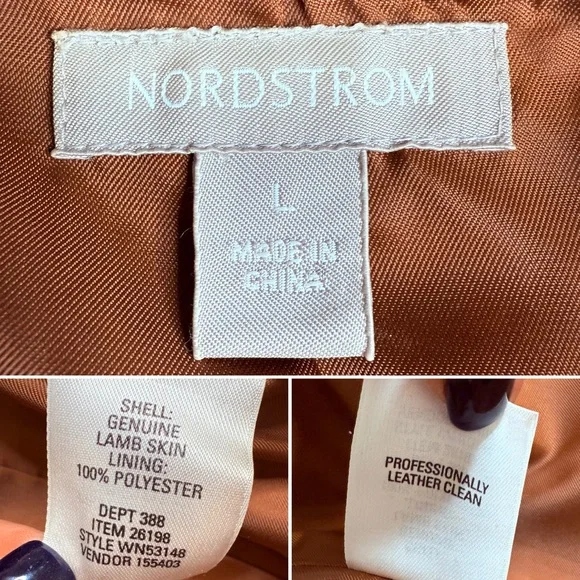 NORDSTROM
L
MADE IN
CHINA
SHELL:
GENUINE
LAMB SKIN
LINING:
100% POLYESTER
DEPT 388
ITEM 26198
STYLE WN53148
VENDOR 155403
PROFESSIONALLY
LEATHER CLEAN